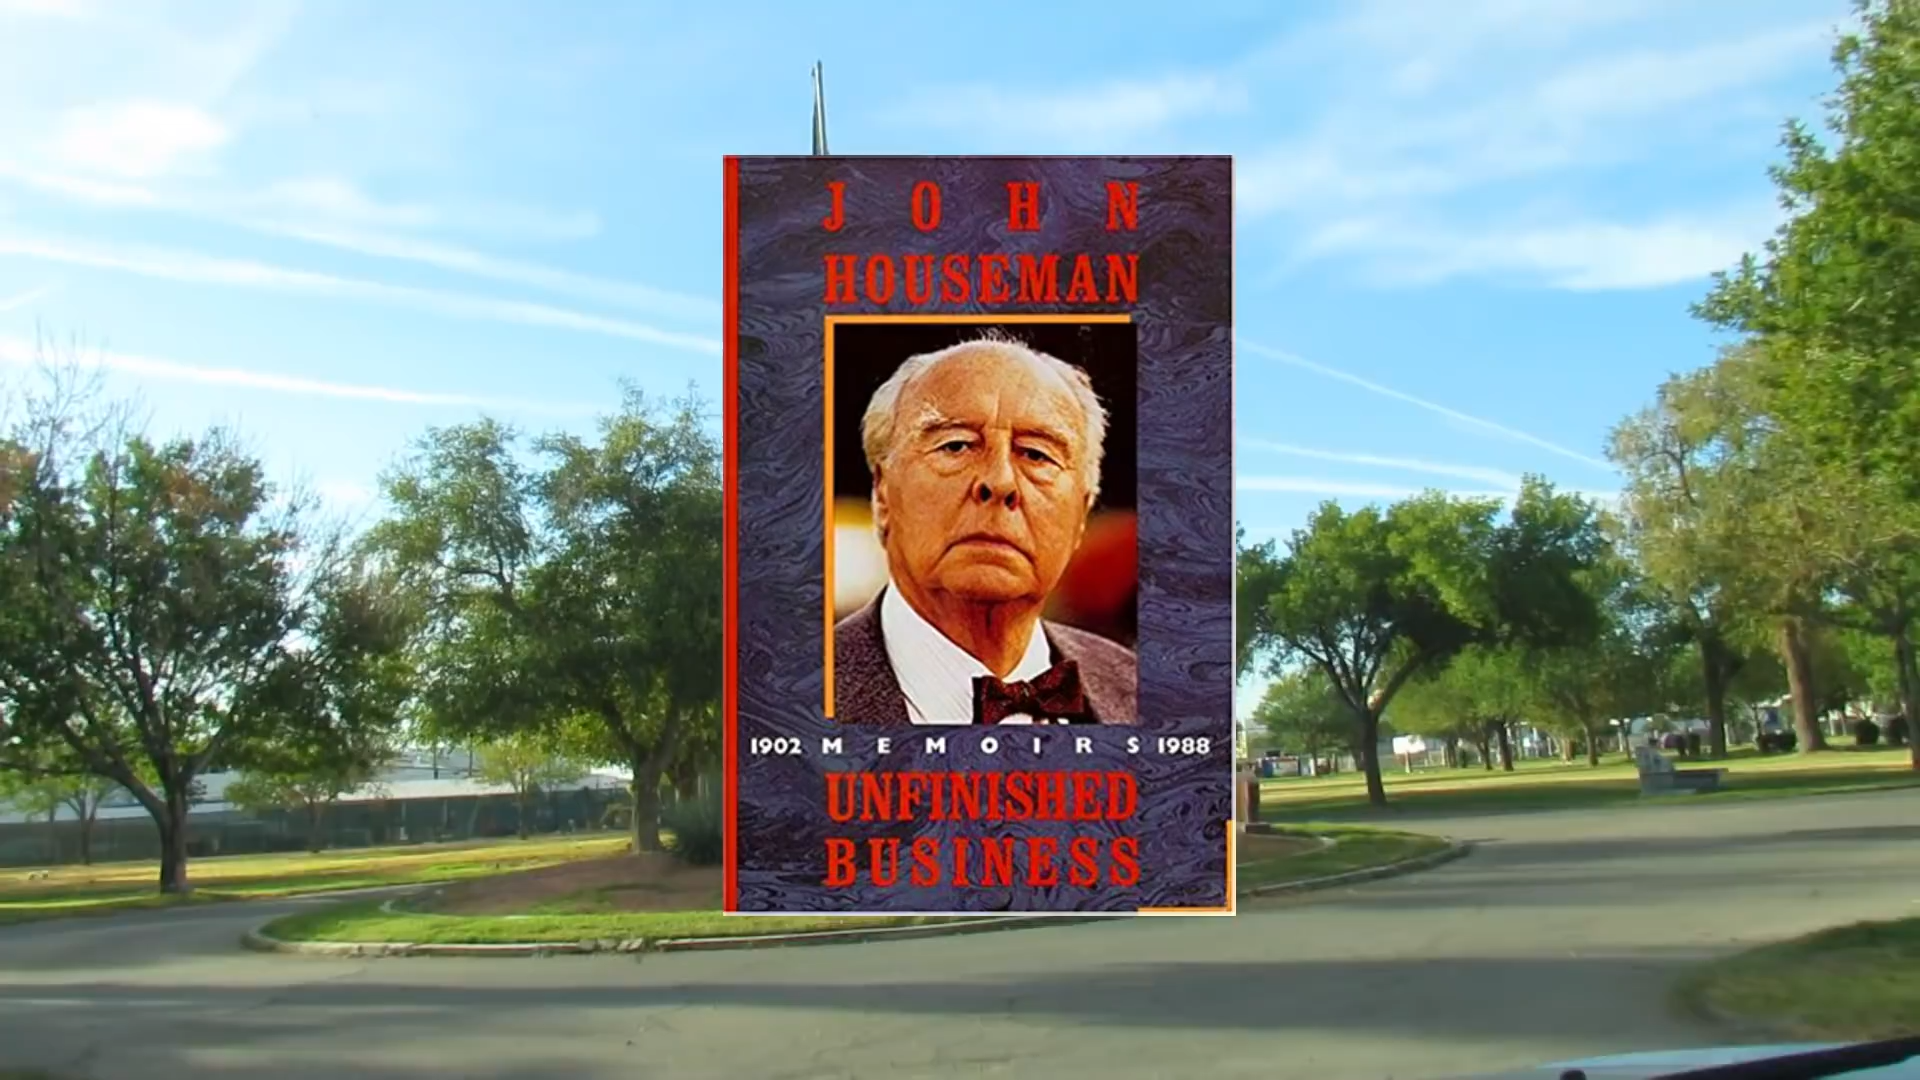 JOHN
HOUSEMAN
1902 MEMOIRS 1988
UNFINISHED
BUSINESS